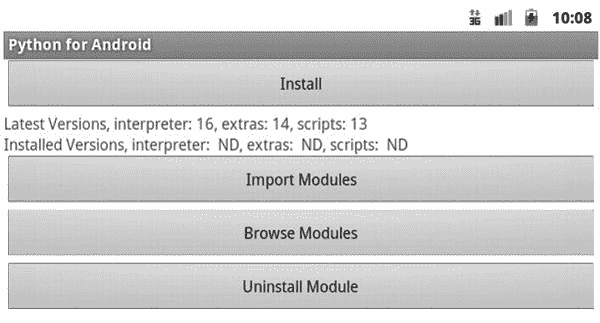 3G 10:08
Python for Android
Install
Latest Versions, interpreter: 16, extras: 14, scripts: 13
Installed Versions, interpreter: ND, extras: ND, scripts: ND
Import Modules
Browse Modules
Uninstall Module